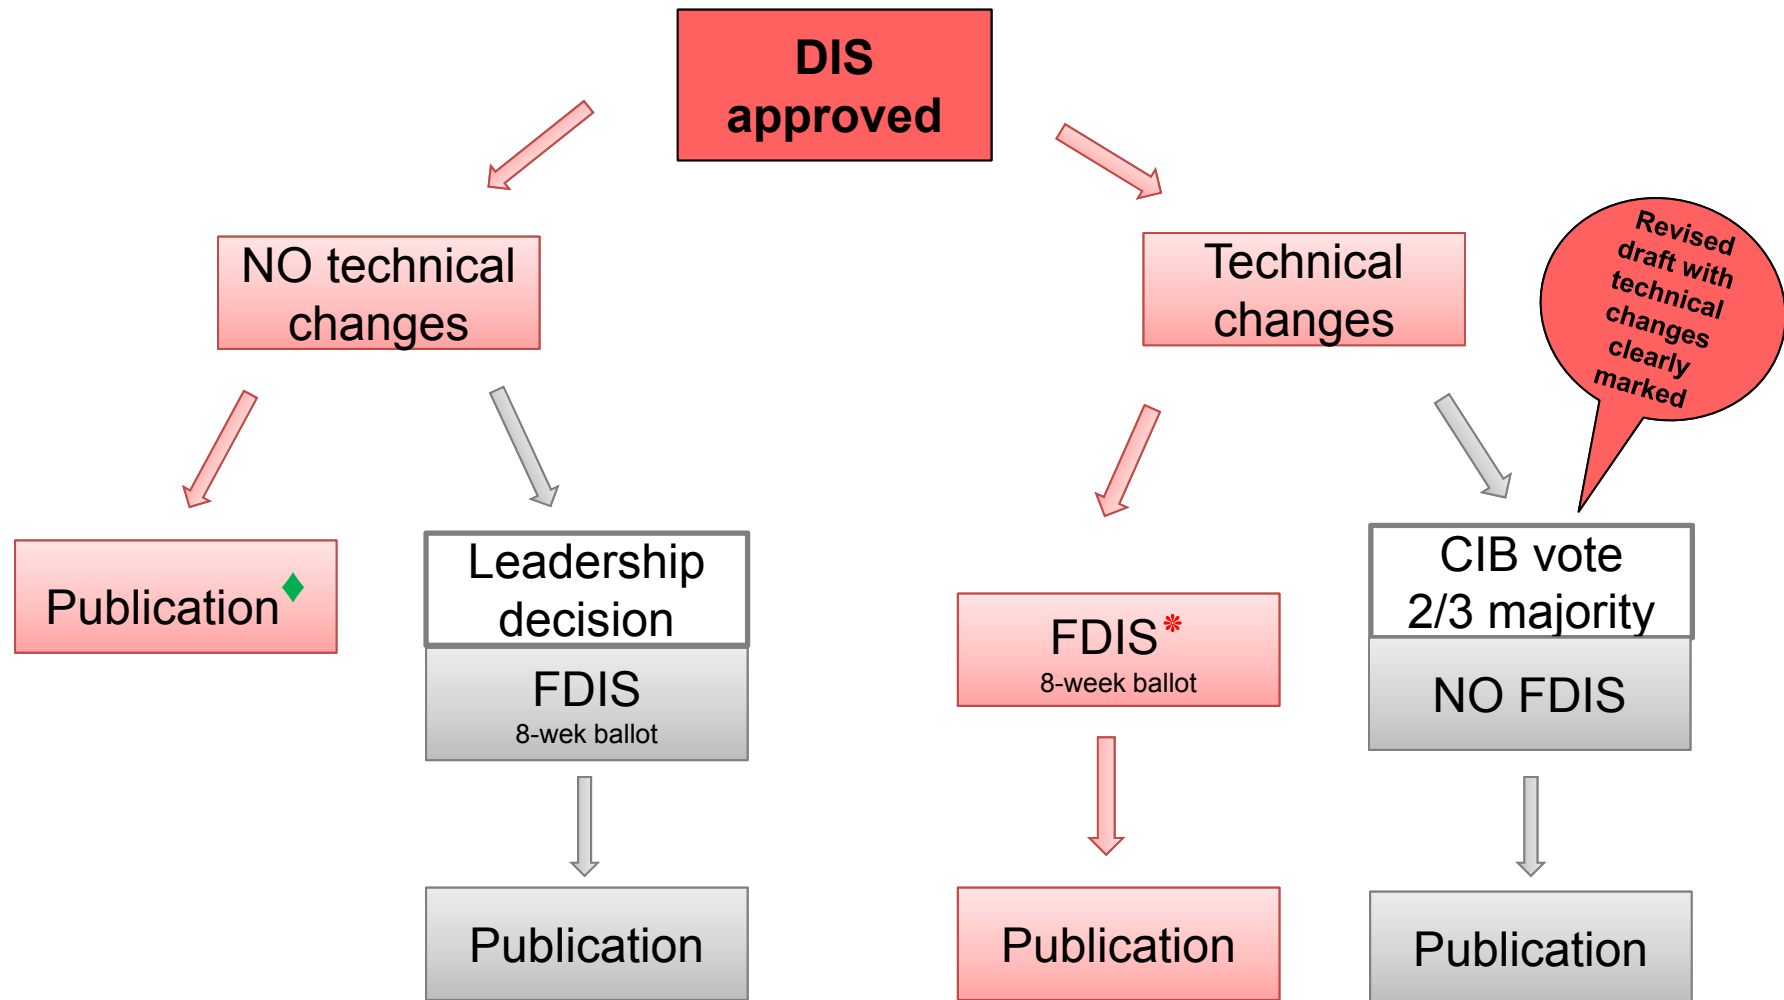 DIS
approved
NO technical
changes
Technical
changes
Revised
draft with
technical
changes
clearly
marked
Publication♦
Leadership
decision
FDIS
8-wek ballot
FDIS*
8-week ballot
CIB vote
2/3 majority
NO FDIS
Publication
Publication
Publication